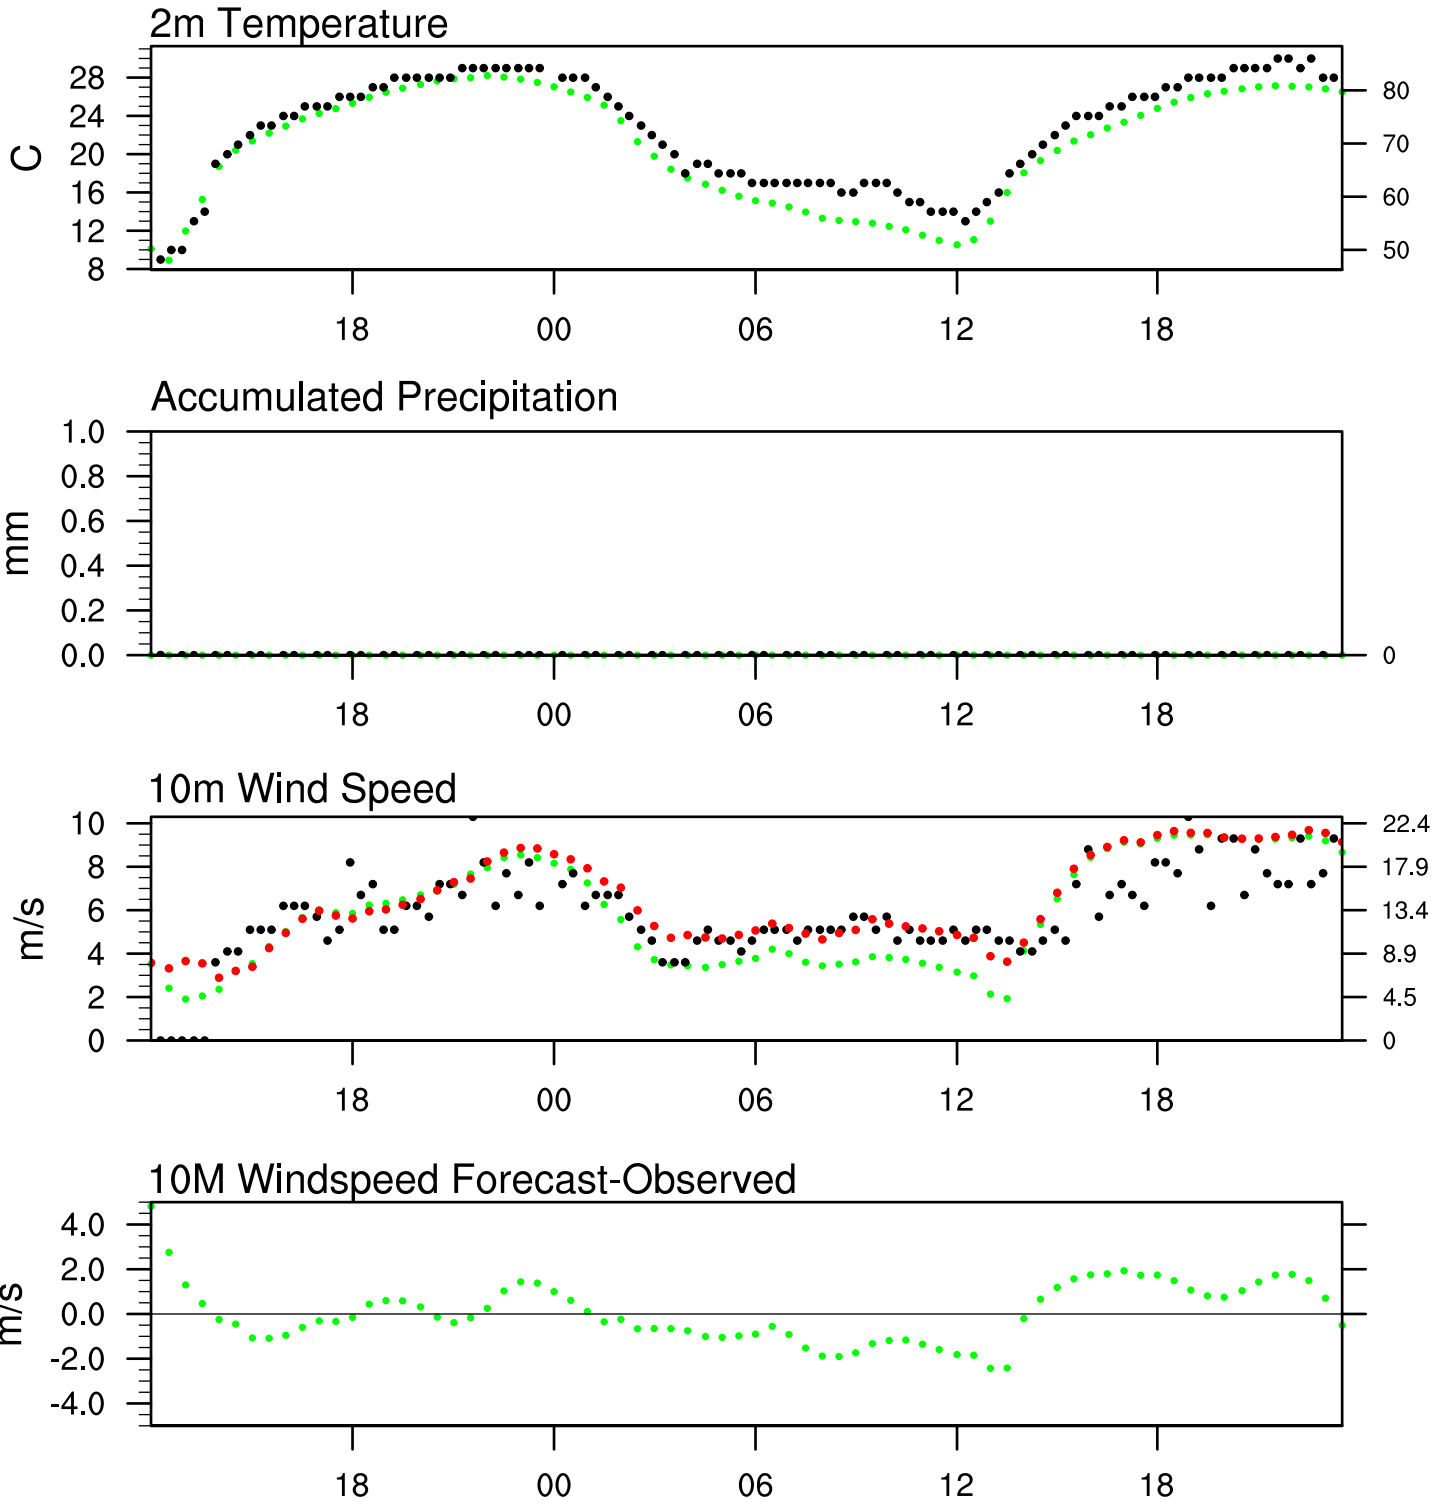 2m Temperature
C
28
24
20
16
12
8
80
70
60
50
18 00 06 12 18
Accumulated Precipitation
mm
1.0
0.8
0.6
0.4
0.2
0.0
0
18 00 06 12 18
10m Wind Speed
m/s
10
8
6
4
2
0
22.4
17.9
13.4
8.9
4.5
0
18 00 06 12 18
10M Windspeed Forecast-Observed
m/s
4.0
2.0
0.0
-2.0
-4.0
18 00 06 12 18